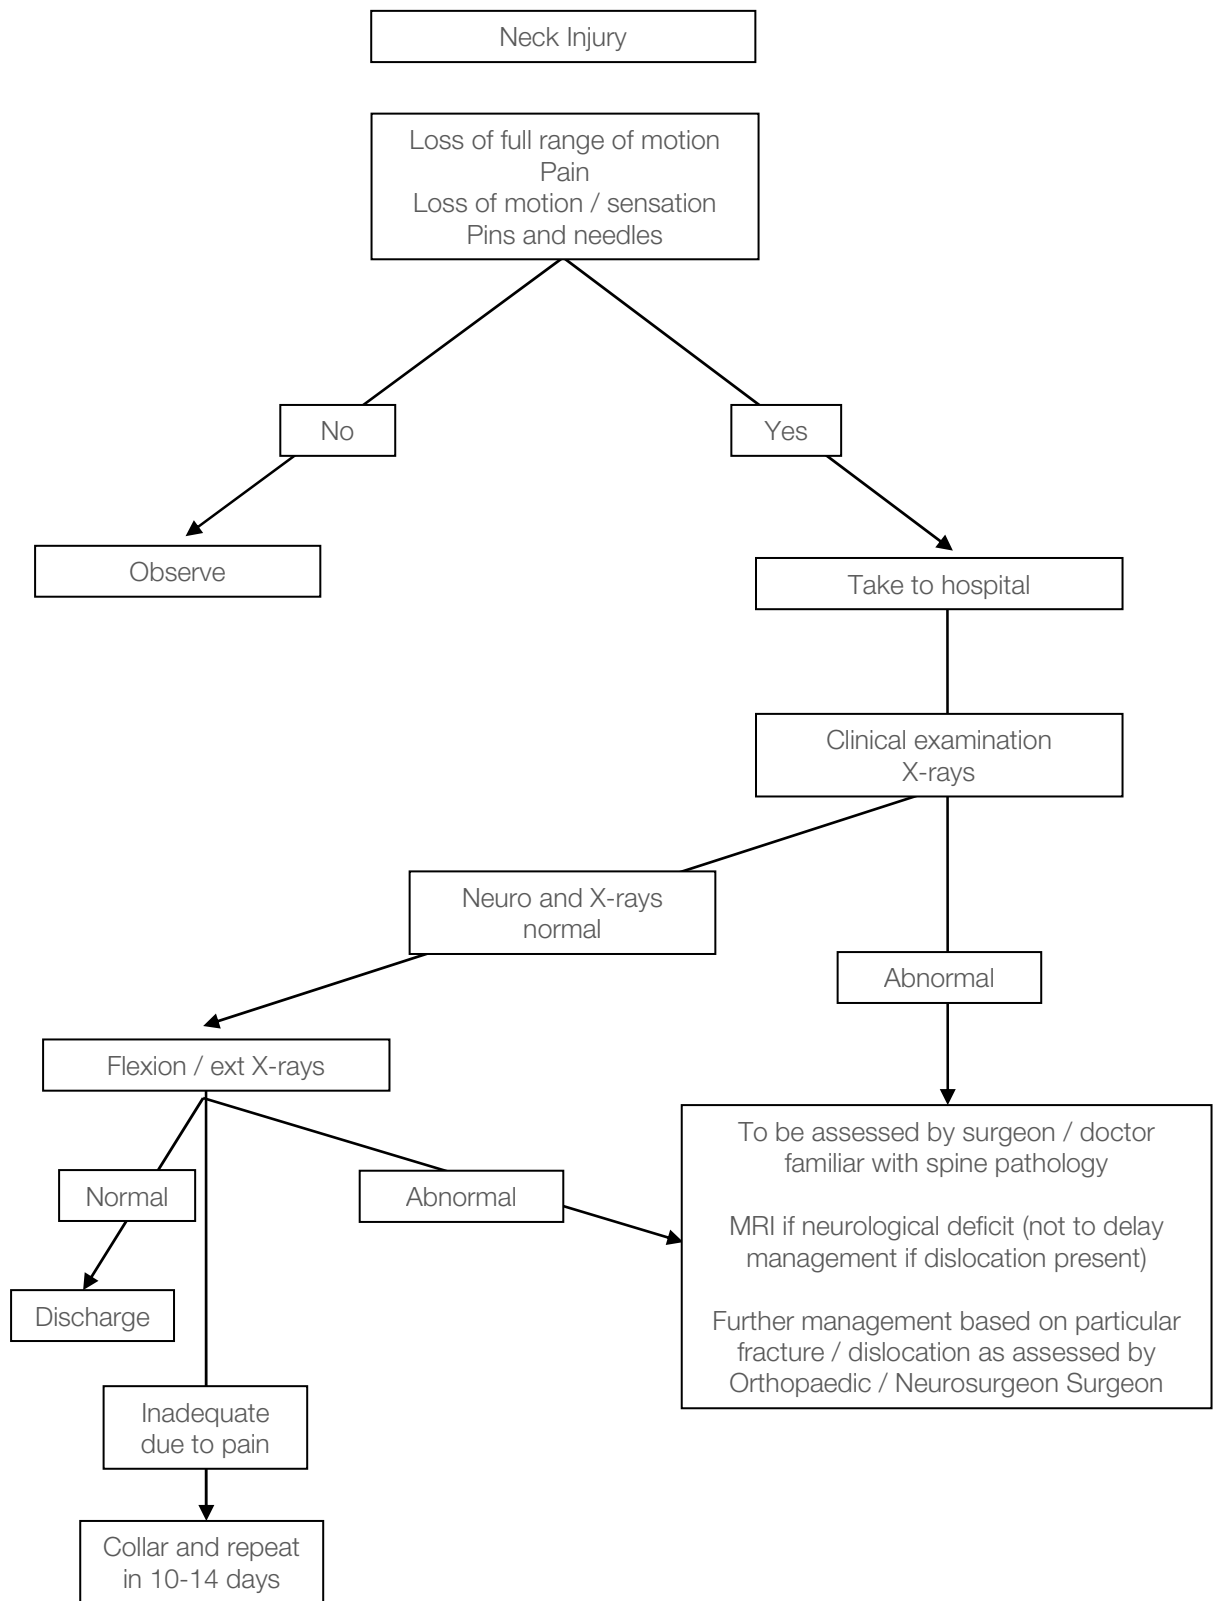 Neck Injury
Loss of full range of motion
Pain
Loss of motion / sensation
Pins and needles
No
Yes
Observe
Take to hospital
Clinical examination
X-rays
Neuro and X-rays
normal
Abnormal
Flexion / ext X-rays
Normal
Abnormal
To be assessed by surgeon / doctor
familiar with spine pathology
MRI if neurological deficit (not to delay
management if dislocation present)
Further management based on particular
fracture / dislocation as assessed by
Orthopaedic / Neurosurgeon Surgeon
Discharge
Inadequate
due to pain
Collar and repeat
in 10-14 days